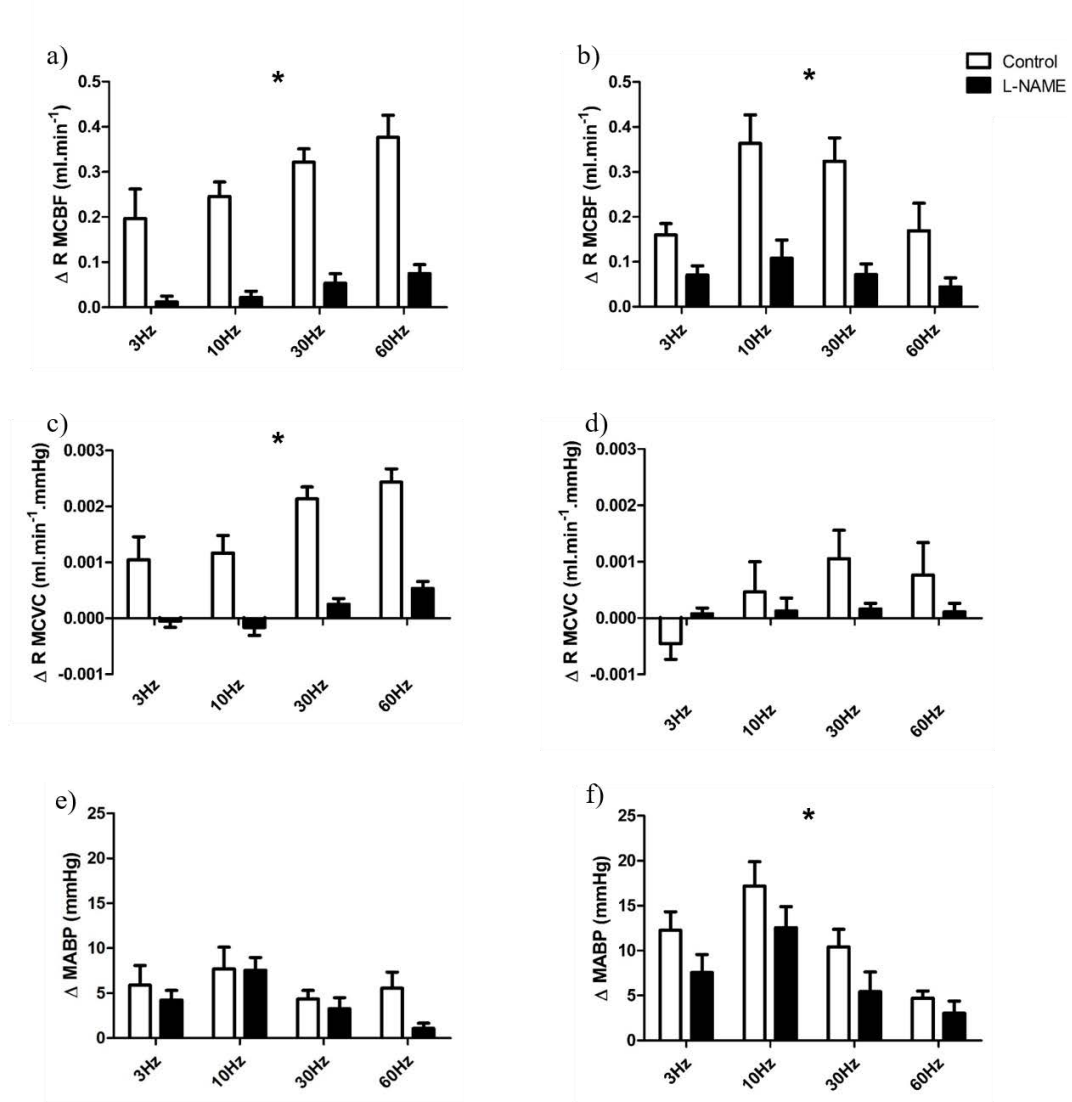 a)
*
0.5
0.4
0.3
0.2
0.1
0.0
Δ R MCBF (ml.min⁻¹)
3Hz
10Hz
30Hz
60Hz
b)
*
0.5
0.4
0.3
0.2
0.1
0.0
Δ R MCBF (ml.min⁻¹)
3Hz
10Hz
30Hz
60Hz
Control
L-NAME
c)
*
0.003
0.002
0.001
0.000
-0.001
Δ R MCVC (ml.min⁻¹.mmHg)
3Hz
10Hz
30Hz
60Hz
d)
0.003
0.002
0.001
0.000
-0.001
Δ R MCVC (ml.min⁻¹.mmHg)
3Hz
10Hz
30Hz
60Hz
e)
25
20
15
10
5
0
Δ MABP (mmHg)
3Hz
10Hz
30Hz
60Hz
f)
*
25
20
15
10
5
0
Δ MABP (mmHg)
3Hz
10Hz
30Hz
60Hz